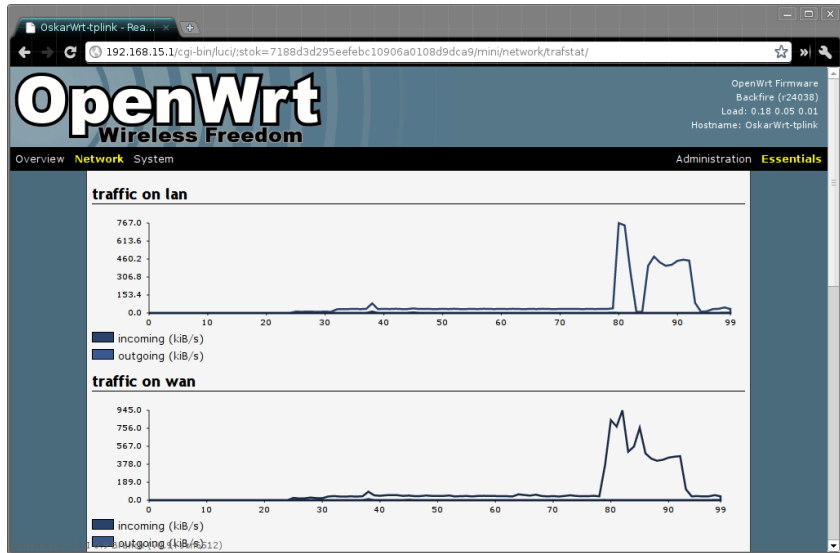 OskarWrt-tplink - Rea...
192.168.15.1/cgi-bin/luci/;stok=7188d3d295eefebc10906a0108d9dca9/mini/network/trafstat/
OpenWrt
Wireless Freedom
OpenWrt Firmware
Backfire (r24038)
Load: 0.18 0.05 0.01
Hostname: OskarWrt-tplink
Overview Network System Administration Essentials
traffic on lan
767.0
613.6
460.2
306.8
153.4
0.0
0 10 20 30 40 50 60 70 80 90 99
incoming (kiB/s)
outgoing (kiB/s)
traffic on wan
945.0
756.0
567.0
378.0
189.0
0.0
0 10 20 30 40 50 60 70 80 90 99
incoming (kiB/s)
outgoing (kiB/s)